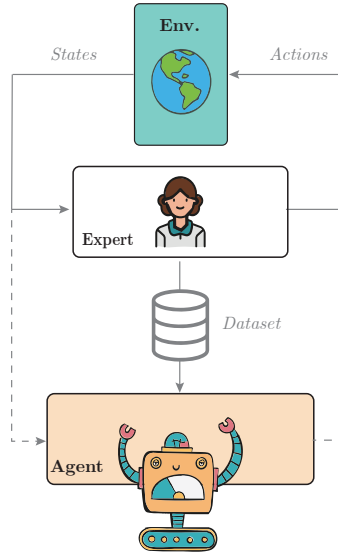 Env.
States
Actions
Expert
Dataset
Agent